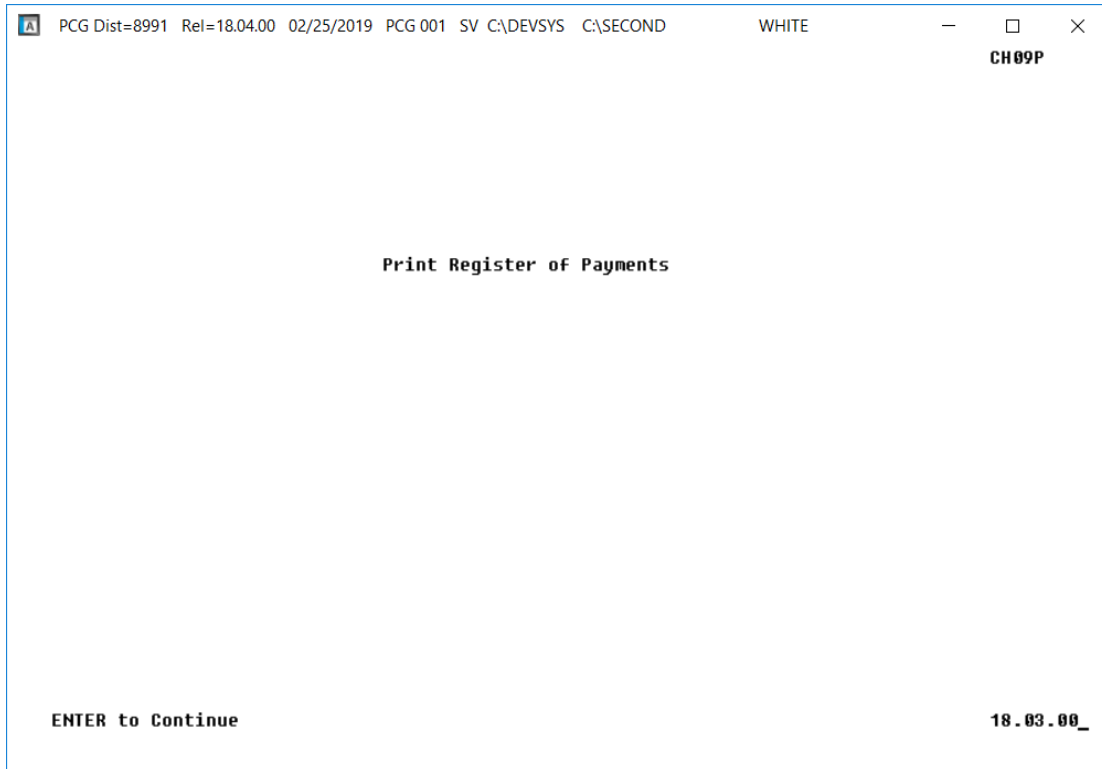 PCG Dist=8991 Rel=18.04.00 02/25/2019 PCG 001 SV C:\DEVSYS C:\SECOND WHITE
CH09P
Print Register of Payments
ENTER to Continue 18.03.00_